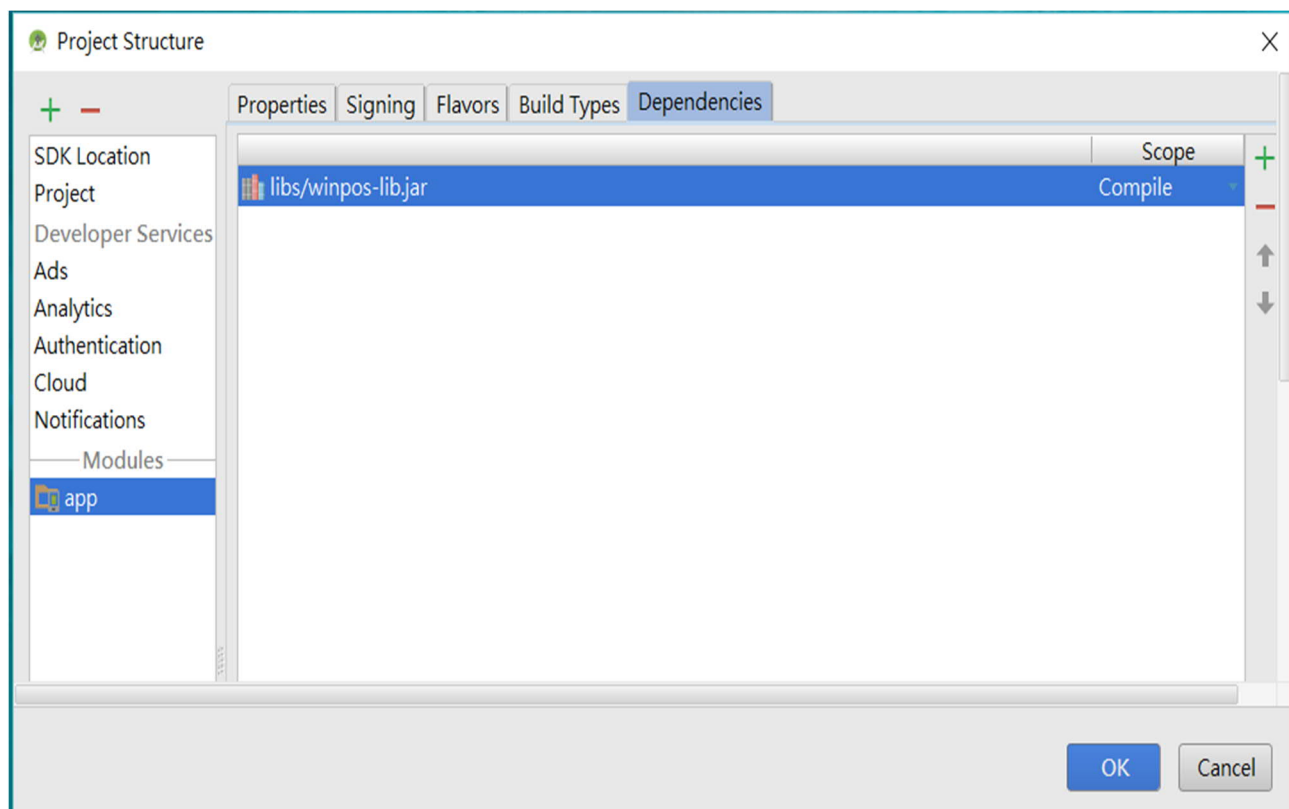 Project Structure
Properties Signing Flavors Build Types Dependencies
SDK Location
Project
Developer Services
Ads
Analytics
Authentication
Cloud
Notifications
Modules
app
Scope
libs/winpos-lib.jar Compile
OK Cancel